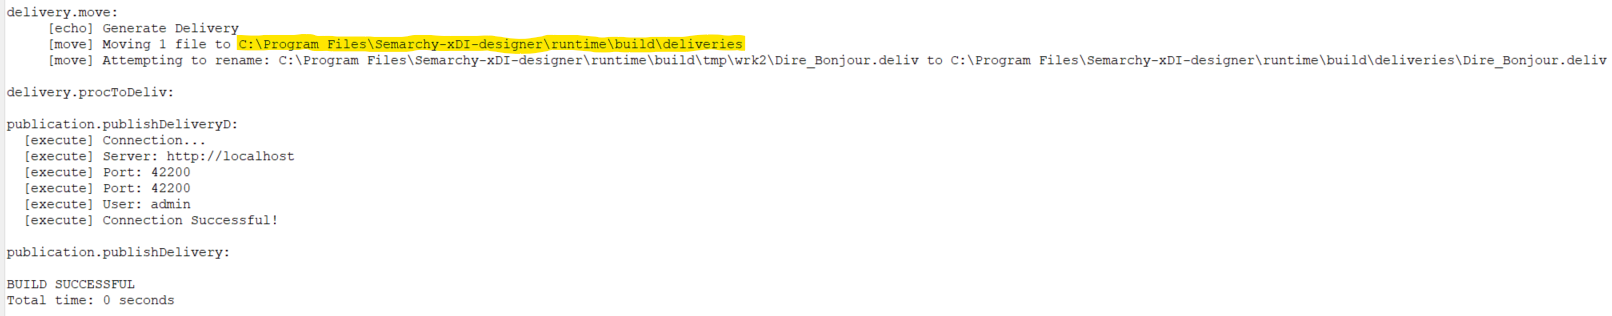 delivery.move:
[echo] Generate Delivery
[move] Moving 1 file to C:\Program Files\Semarchy-xDI-designer\runtime\build\deliveries
[move] Attempting to rename: C:\Program Files\Semarchy-xDI-designer\runtime\build\tmp\wrk2\Dire_Bonjour.deliv to C:\Program Files\Semarchy-xDI-designer\runtime\build\deliveries\Dire_Bonjour.deliv
delivery.procToDeliv:
publication.publishDeliveryD:
[execute] Connection...
[execute] Server: http://localhost
[execute] Port: 42200
[execute] Port: 42200
[execute] User: admin
[execute] Connection Successful!
publication.publishDelivery:
BUILD SUCCESSFUL
Total time: 0 seconds